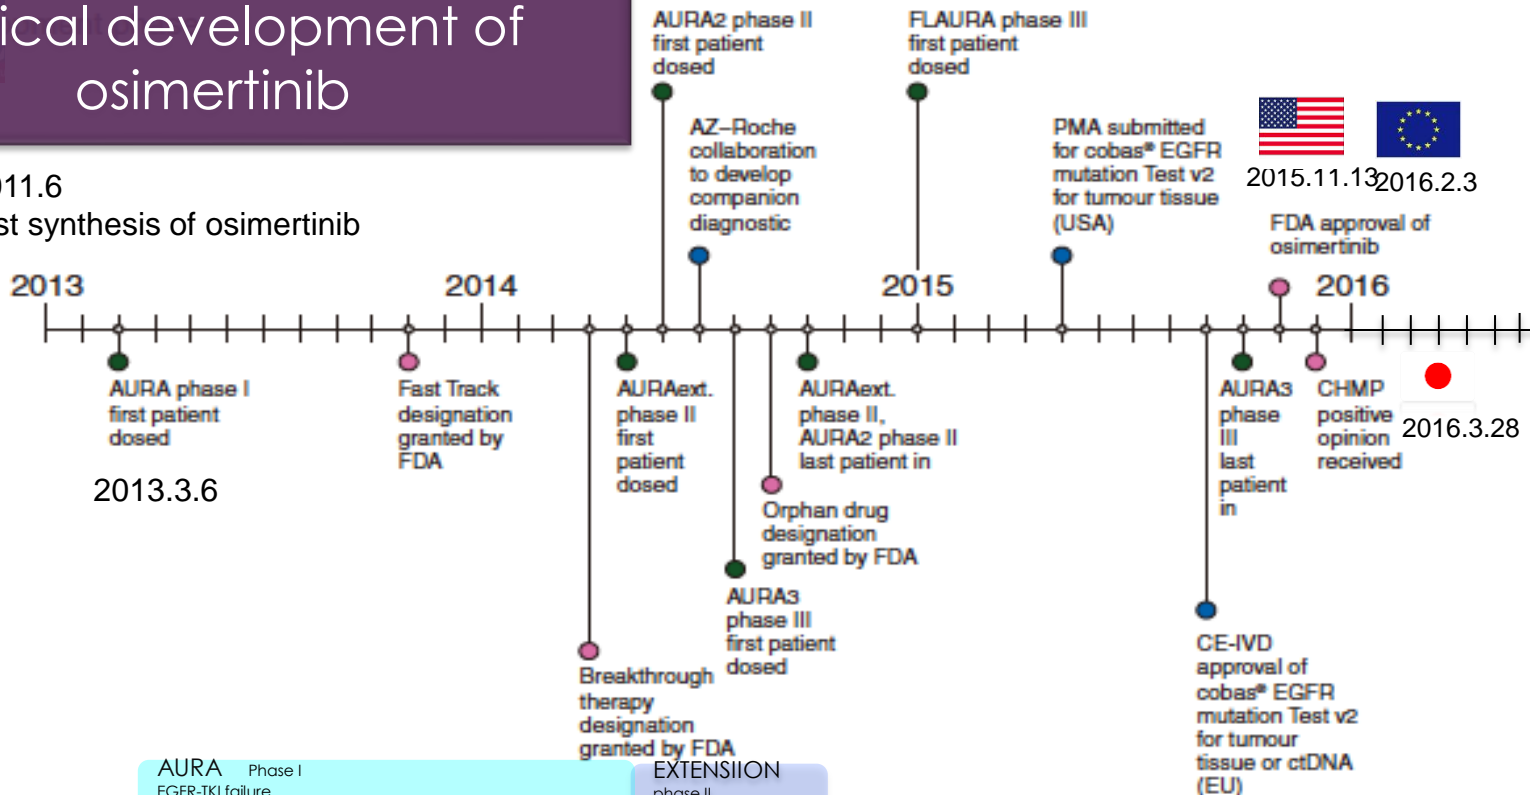 ical development of
osimertinib
011.6
st synthesis of osimertinib
AURA2 phase II
first patient
dosed
FLAURA phase III
first patient
dosed
AZ–Roche
collaboration
to develop
companion
diagnostic
PMA submitted
for cobas® EGFR
mutation Test v2
for tumour tissue
(USA)
2015.11.13
2016.2.3
FDA approval of
osimertinib
2013
2014
2015
2016
AURA phase I
first patient
dosed
2013.3.6
Fast Track
designation
granted by
FDA
Breakthrough
therapy
designation
granted by FDA
AURAext.
phase II
first
patient
dosed
AURA3
phase III
first patient
dosed
Orphan drug
designation
granted by FDA
AURAext.
phase II,
AURA2 phase II
last patient in
CE-IVD
approval of
cobas® EGFR
mutation Test v2
for tumour
tissue or ctDNA
(EU)
AURA3
phase
III
last
patient
in
CHMP
positive
opinion
received
2016.3.28
AURA Phase I
EGFR-TKI failure
EXTENSIION
phase II